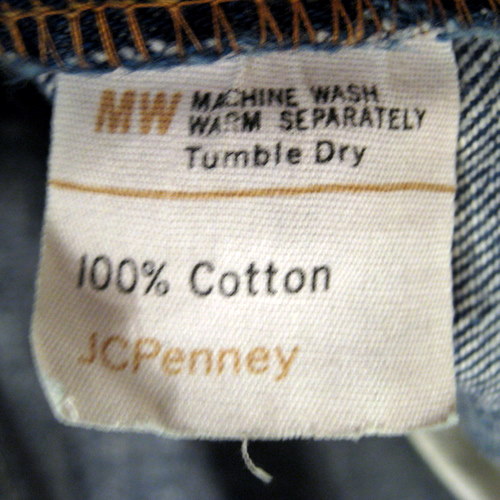 MW MACHINE WASH
WARM SEPARATELY
Tumble Dry
100% Cotton
JCPenney